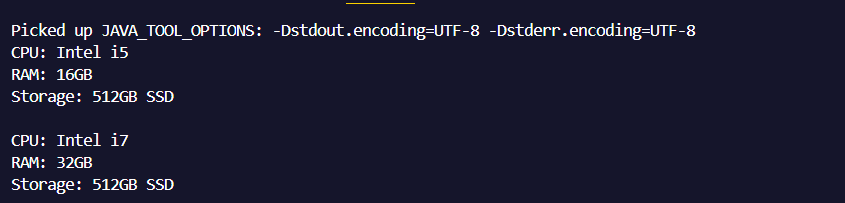 Picked up JAVA_TOOL_OPTIONS: -Dstdout.encoding=UTF-8 -Dstderr.encoding=UTF-8
CPU: Intel i5
RAM: 16GB
Storage: 512GB SSD
CPU: Intel i7
RAM: 32GB
Storage: 512GB SSD